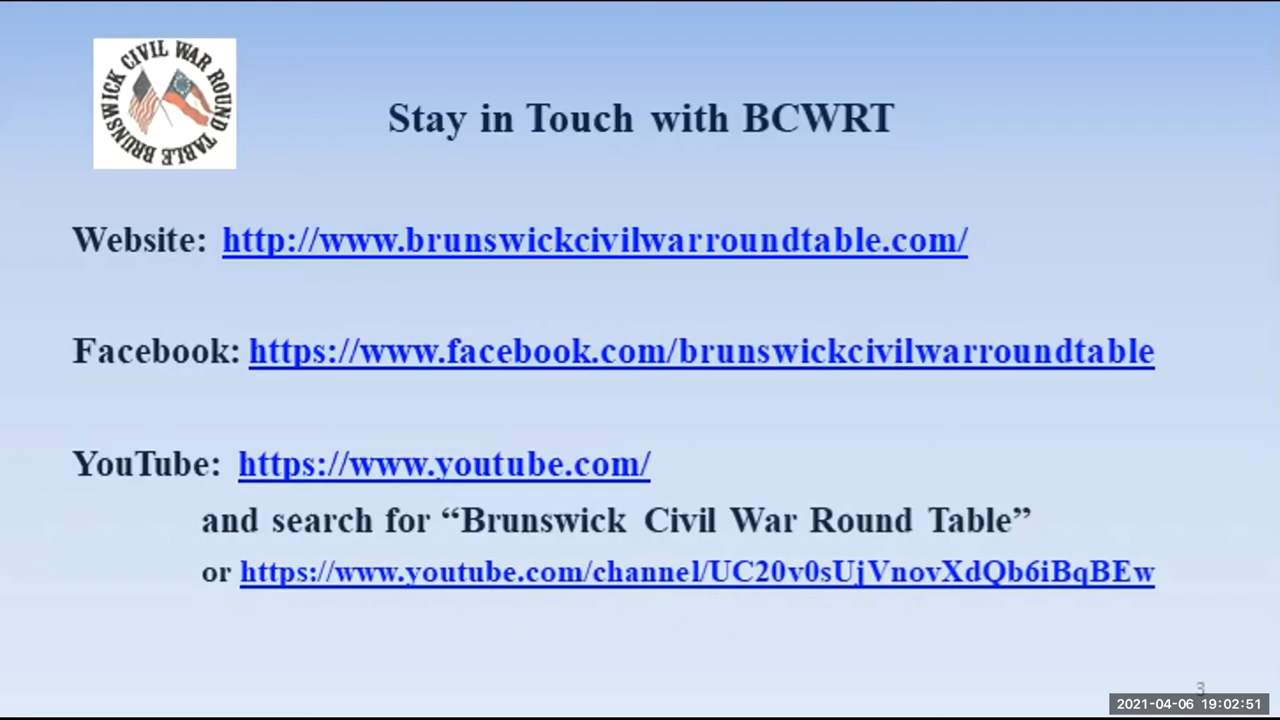 BRUNSWICK CIVIL WAR ROUND TABLE
Stay in Touch with BCWRT
Website: http://www.brunswickcivilwarroundtable.com/
Facebook: https://www.facebook.com/brunswickcivilwarroundtable
YouTube: https://www.youtube.com/
and search for “Brunswick Civil War Round Table”
or https://www.youtube.com/channel/UC20v0sUjVnovXdQb6iBqBEw
3
2021-04-06 19:02:51